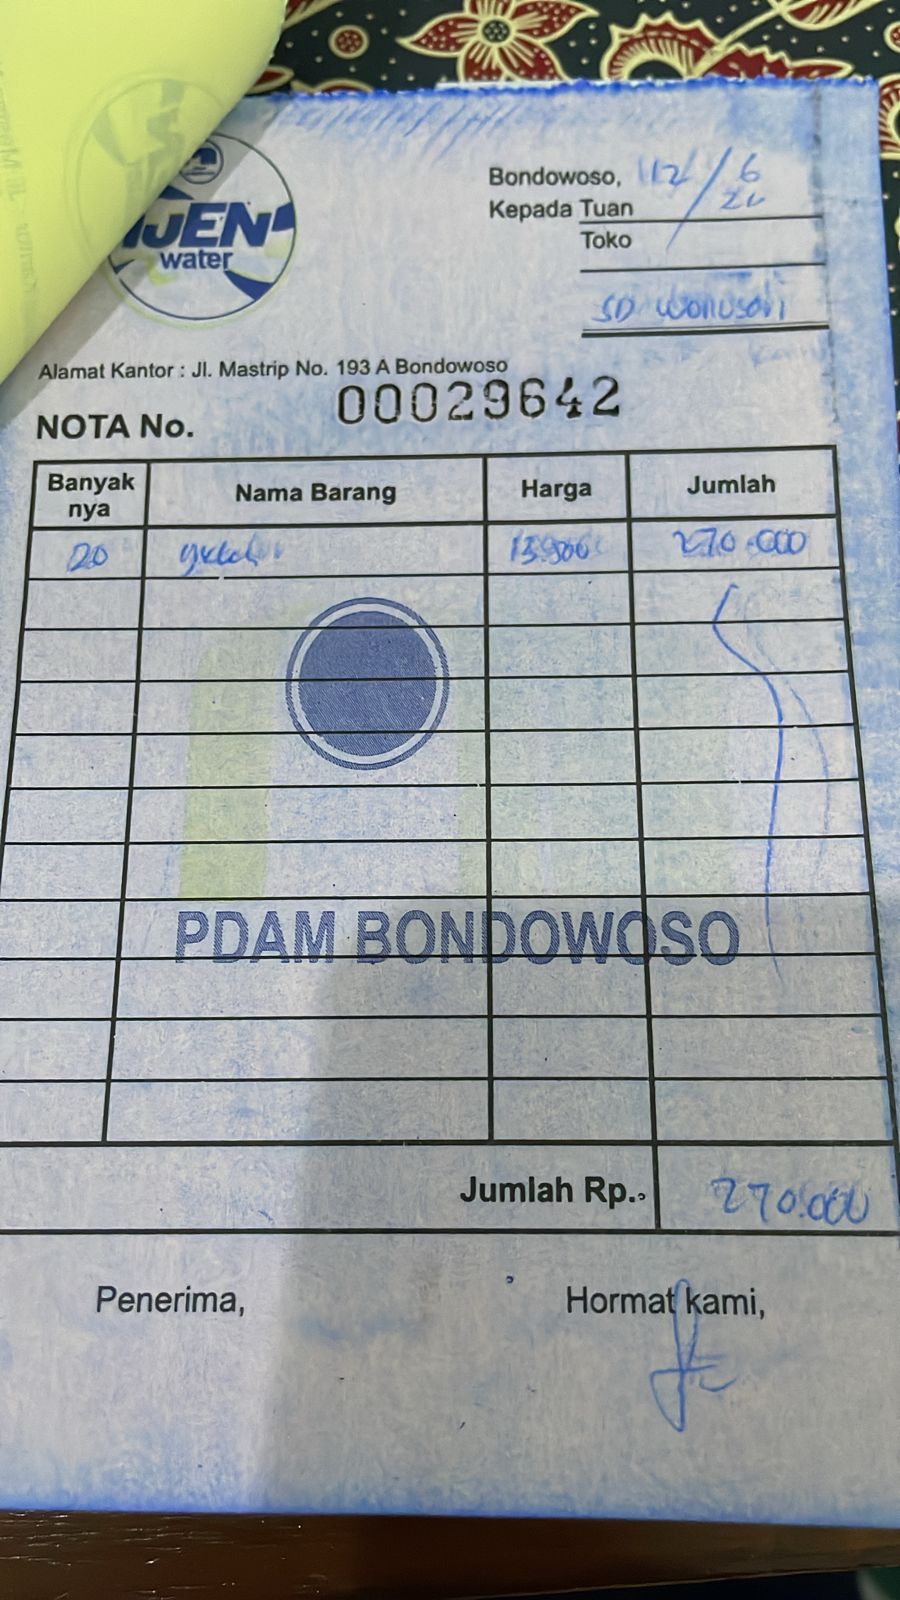 IJEN
water
Bondowoso, 12/6
Kepada Tuan
Toko
SD Wonosari
Alamat Kantor : Jl. Mastrip No. 193 A Bondowoso
NOTA No. 00029642
Banyak nya Nama Barang Harga Jumlah
20 13.500 270.000
PDAM BONDOWOSO
Jumlah Rp. 270.000
Penerima, Hormat kami,